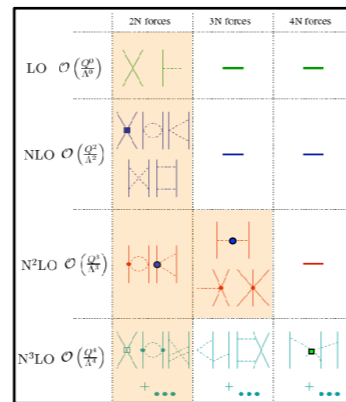 2N forces 3N forces 4N forces
LO 𝒪(Q⁰/Λ⁰)
NLO 𝒪(Q²/Λ²)
N²LO 𝒪(Q³/Λ³)
N³LO 𝒪(Q⁴/Λ⁴)
+ ... + ... + ...